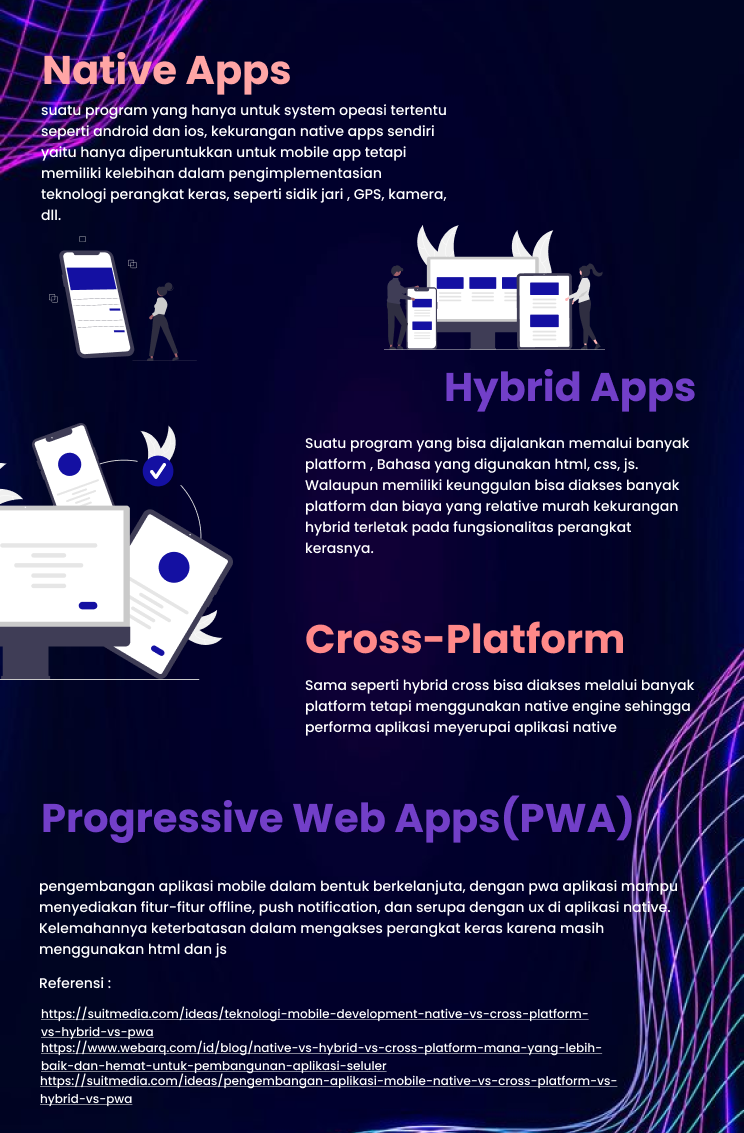 Native Apps
suatu program yang hanya untuk system opeasi tertentu
seperti android dan ios, kekurangan native apps sendiri
yaitu hanya diperuntukkan untuk mobile app tetapi
memiliki kelebihan dalam pengimplementasian
teknologi perangkat keras, seperti sidik jari , GPS, kamera,
dll.
Hybrid Apps
Suatu program yang bisa dijalankan memalui banyak
platform , Bahasa yang digunakan html, css, js.
Walaupun memiliki keunggulan bisa diakses banyak
platform dan biaya yang relative murah kekurangan
hybrid terletak pada fungsionalitas perangkat
kerasnya.
Cross-Platform
Sama seperti hybrid cross bisa diakses melalui banyak
platform tetapi menggunakan native engine sehingga
performa aplikasi meyerupai aplikasi native
Progressive Web Apps(PWA)
pengembangan aplikasi mobile dalam bentuk berkelanjuta, dengan pwa aplikasi mampu
menyediakan fitur-fitur offline, push notification, dan serupa dengan ux di aplikasi native.
Kelemahannya keterbatasan dalam mengakses perangkat keras karena masih
menggunakan html dan js
Referensi :
https://suitmedia.com/ideas/teknologi-mobile-development-native-vs-cross-platform-
vs-hybrid-vs-pwa
https://www.webarq.com/id/blog/native-vs-hybrid-vs-cross-platform-mana-yang-lebih-
baik-dan-hemat-untuk-pembangunan-aplikasi-seluler
https://suitmedia.com/ideas/pengembangan-aplikasi-mobile-native-vs-cross-platform-vs-
hybrid-vs-pwa